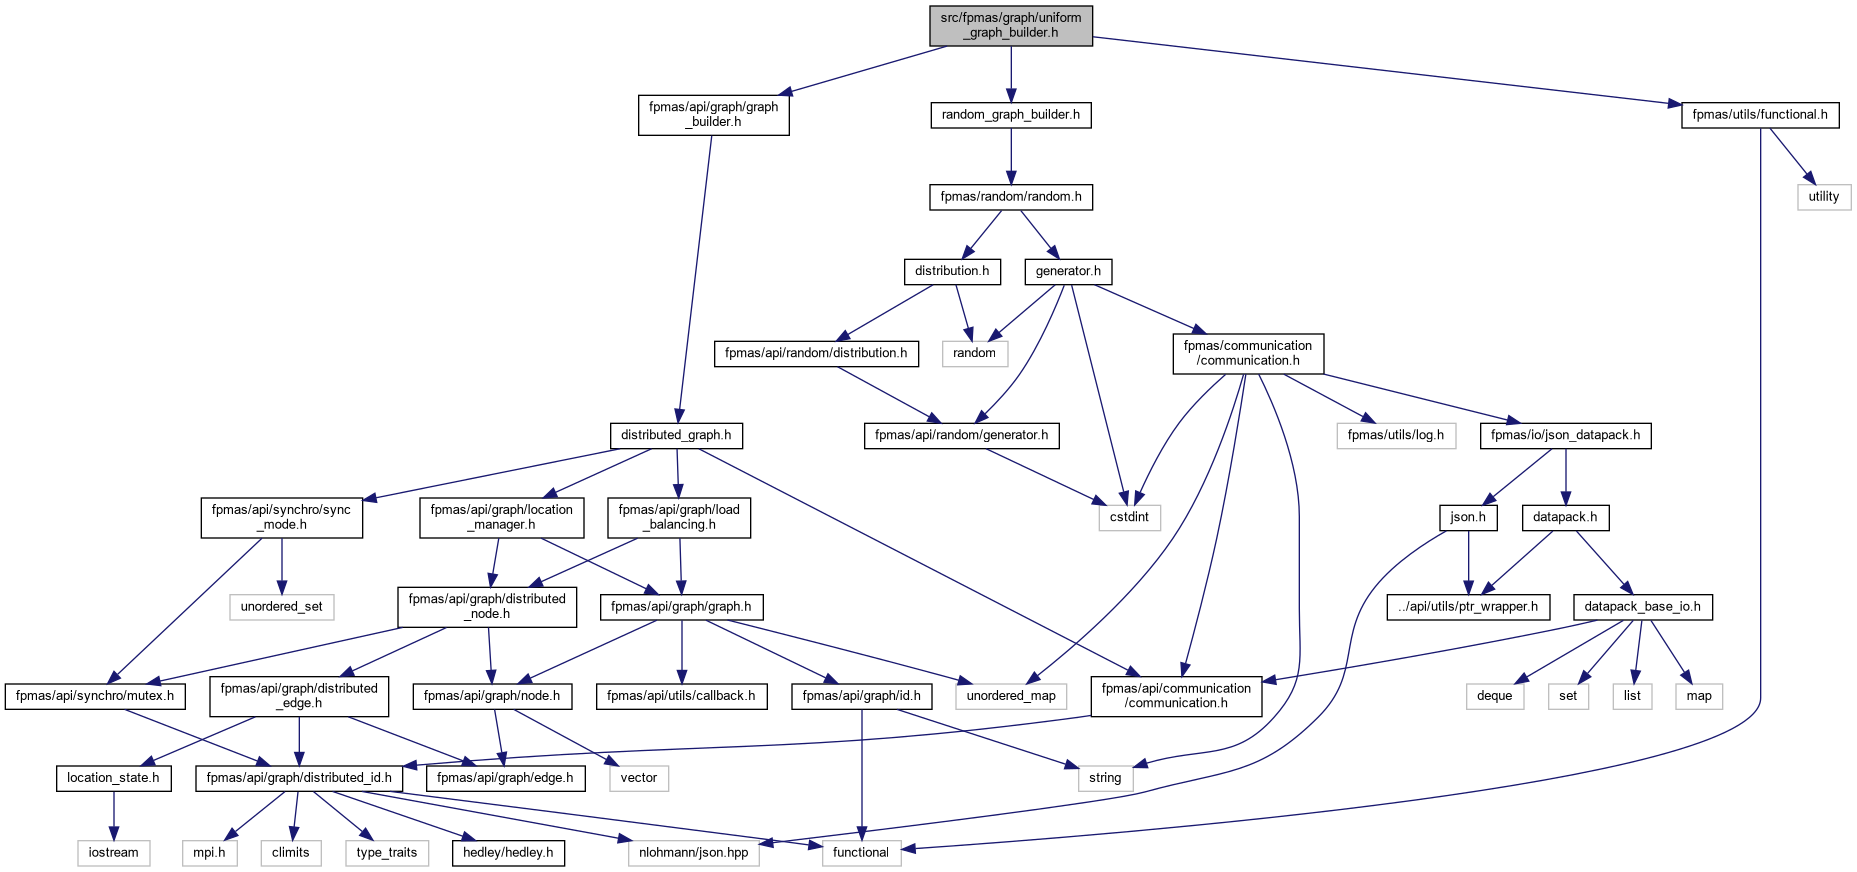 src/fpmas/graph/uniform
_graph_builder.h
fpmas/api/graph/graph
_builder.h
random_graph_builder.h
fpmas/utils/functional.h
fpmas/random/random.h
utility
distribution.h
generator.h
fpmas/api/random/distribution.h
random
fpmas/communication
/communication.h
distributed_graph.h
fpmas/api/random/generator.h
fpmas/utils/log.h
fpmas/io/json_datapack.h
fpmas/api/synchro/sync
_mode.h
fpmas/api/graph/location
_manager.h
fpmas/api/graph/load
_balancing.h
cstdint
json.h
datapack.h
unordered_set
fpmas/api/graph/distributed
_node.h
fpmas/api/graph/graph.h
../api/utils/ptr_wrapper.h
datapack_base_io.h
fpmas/api/synchro/mutex.h
fpmas/api/graph/distributed
_edge.h
fpmas/api/graph/node.h
fpmas/api/utils/callback.h
fpmas/api/graph/id.h
unordered_map
fpmas/api/communication
/communication.h
deque
set
list
map
location_state.h
fpmas/api/graph/distributed_id.h
fpmas/api/graph/edge.h
vector
string
iostream
mpi.h
climits
type_traits
hedley/hedley.h
nlohmann/json.hpp
functional